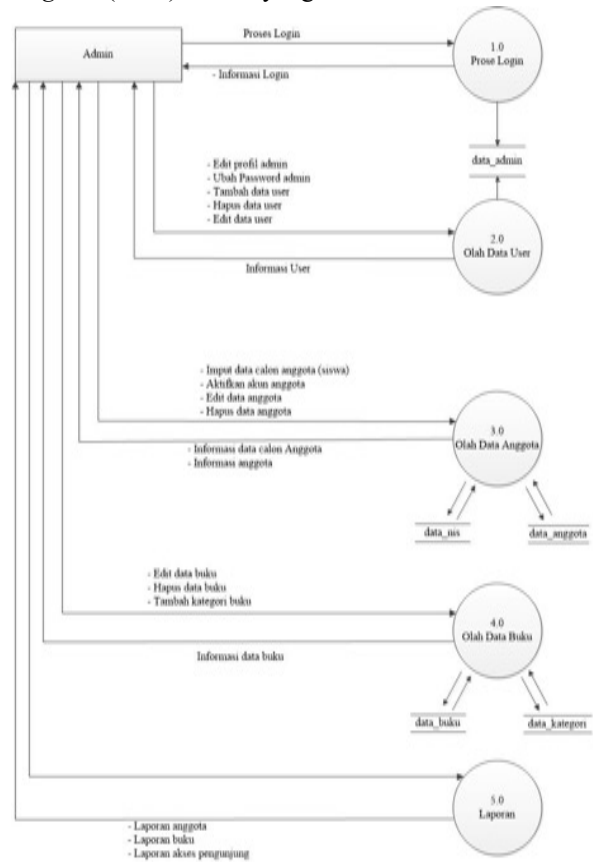 Admin
Proses Login
- Informasi Login
1.0
Prose Login
data_admin
- Edit profil admin
- Ubah Password admin
- Tambah data user
- Hapus data user
- Edit data user
2.0
Olah Data User
Informasi User
- Imput data calon anggota (siswa)
- Aktifkan akun anggota
- Edit data anggota
- Hapus data anggota
3.0
Olah Data Anggota
- Informasi data calon Anggota
- Informasi anggota
data_nis
data_anggota
- Edit data buku
- Hapus data buku
- Tambah kategori buku
4.0
Olah Data Buku
Informasi data buku
data_buku
data_kategori
5.0
Laporan
- Laporan anggota
- Laporan buku
- Laporan akses pengunjung